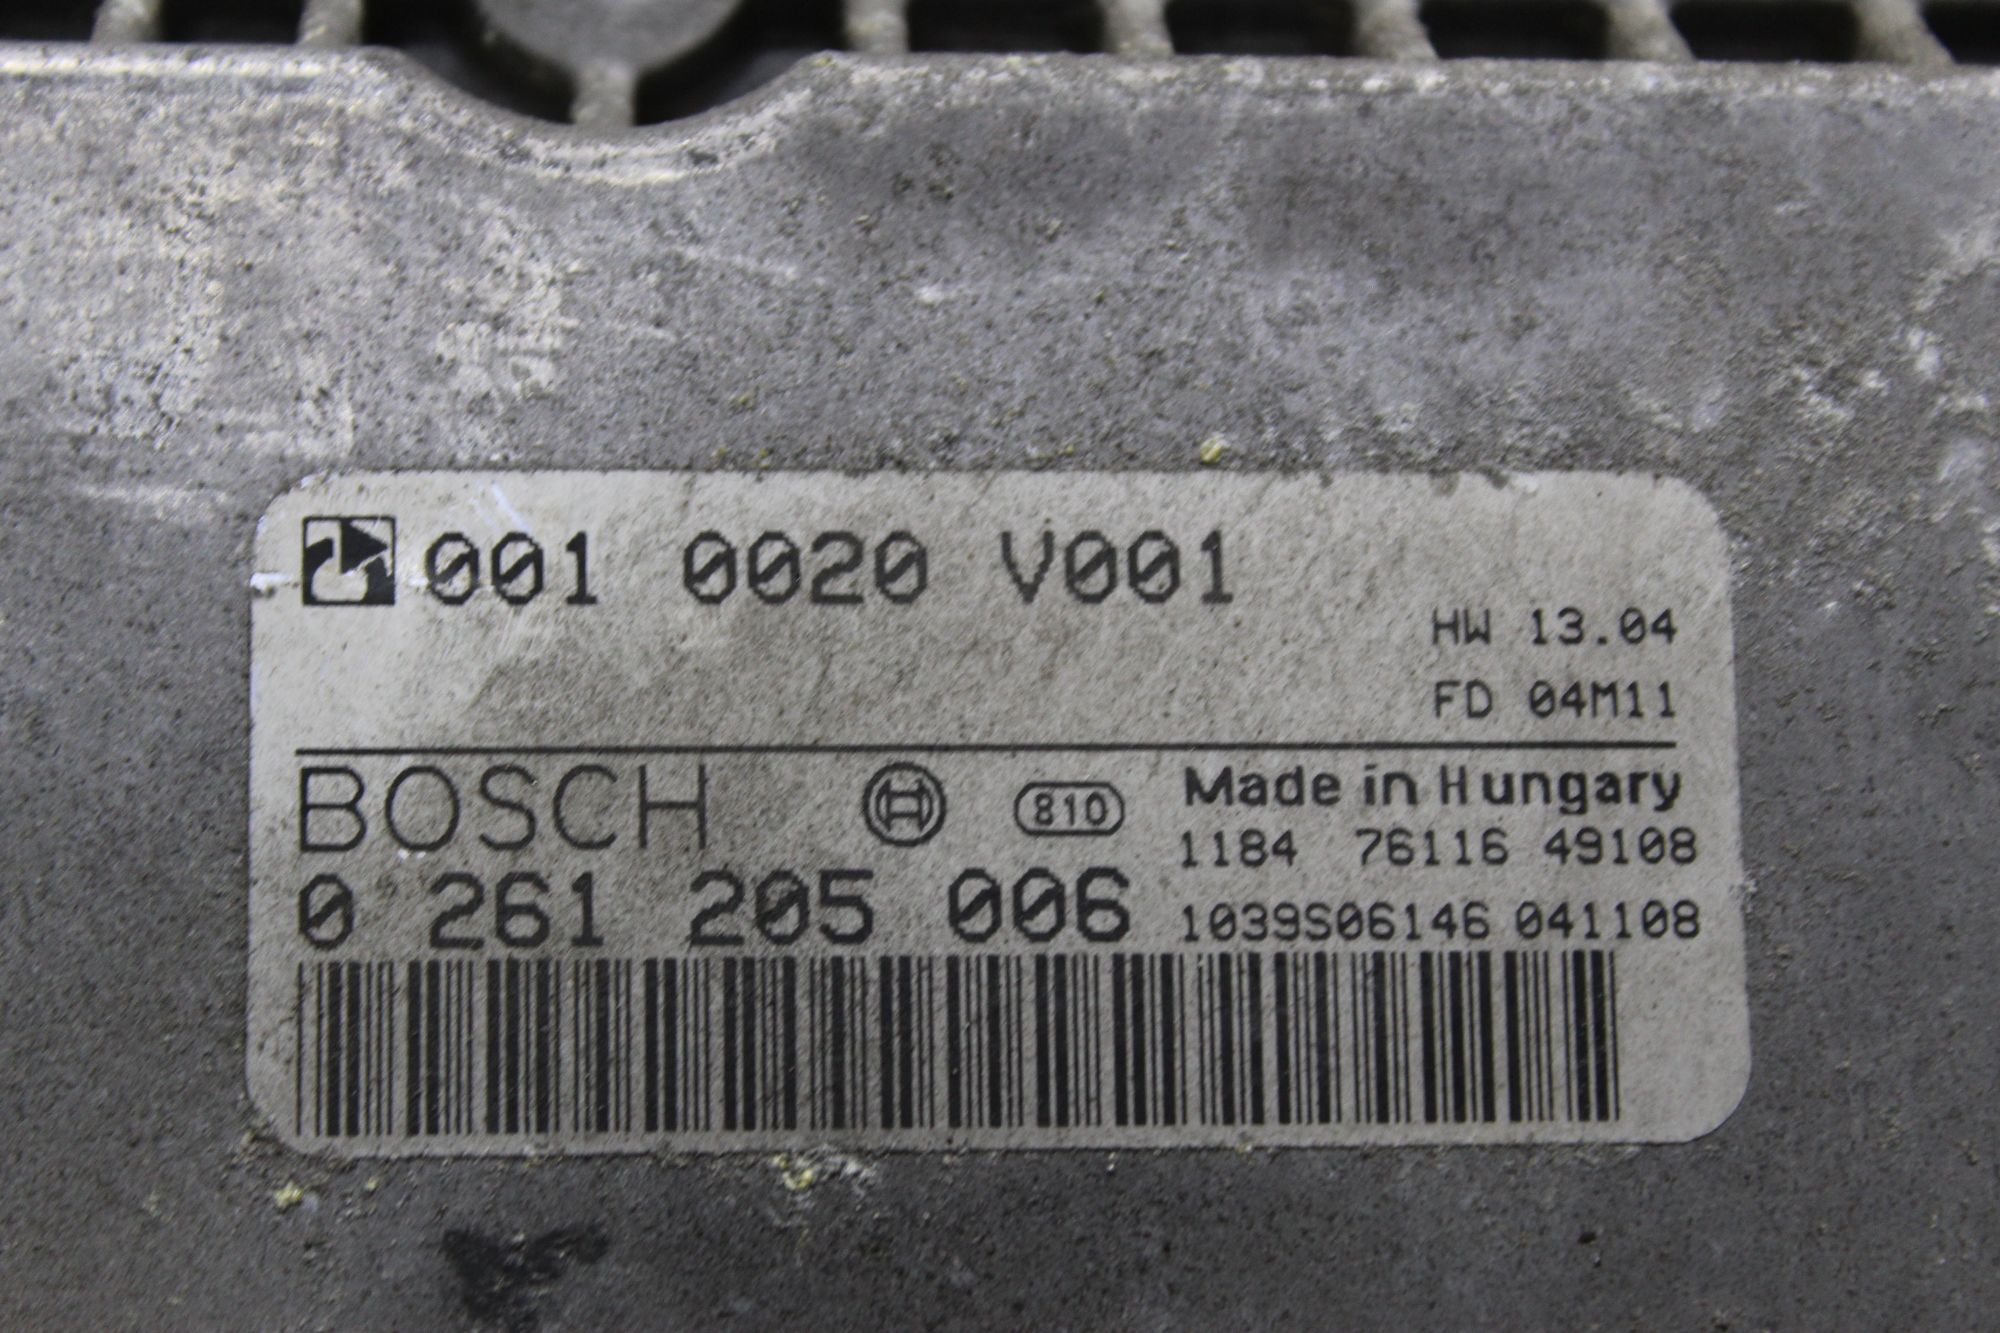 001 0020 V001
HW 13.04
FD 04M11
BOSCH 810 Made in Hungary
1184 76116 49108
0 261 205 006 1039S06146 041108